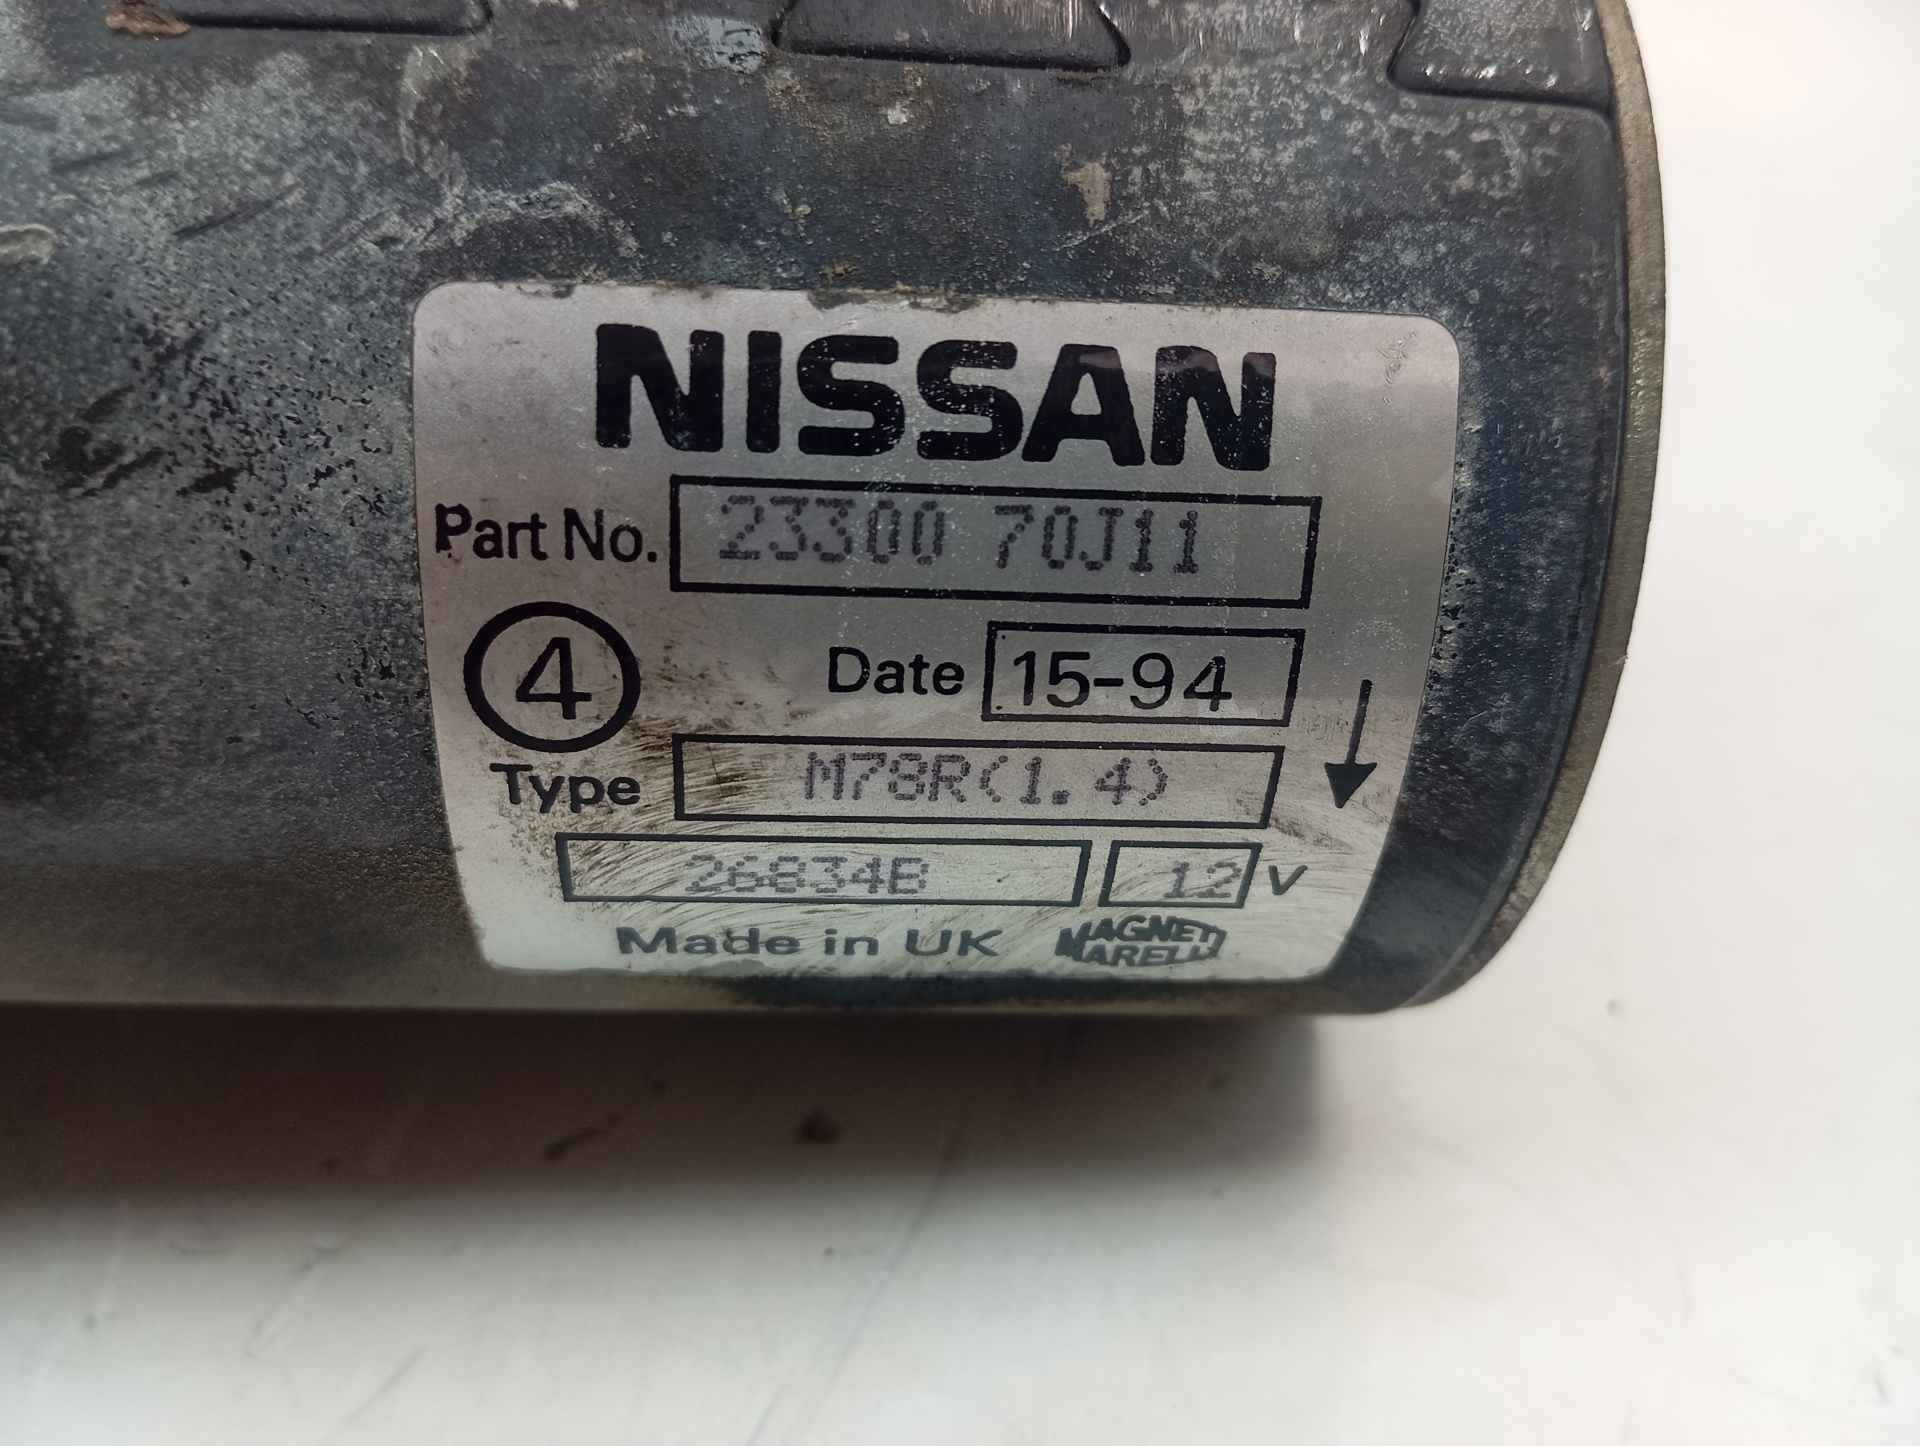 NISSAN
Part No. 23300 70J11
4 Date 15-94
Type M78R(1.4)
26834B 12 V
Made in UK MAGNETI MARELLI